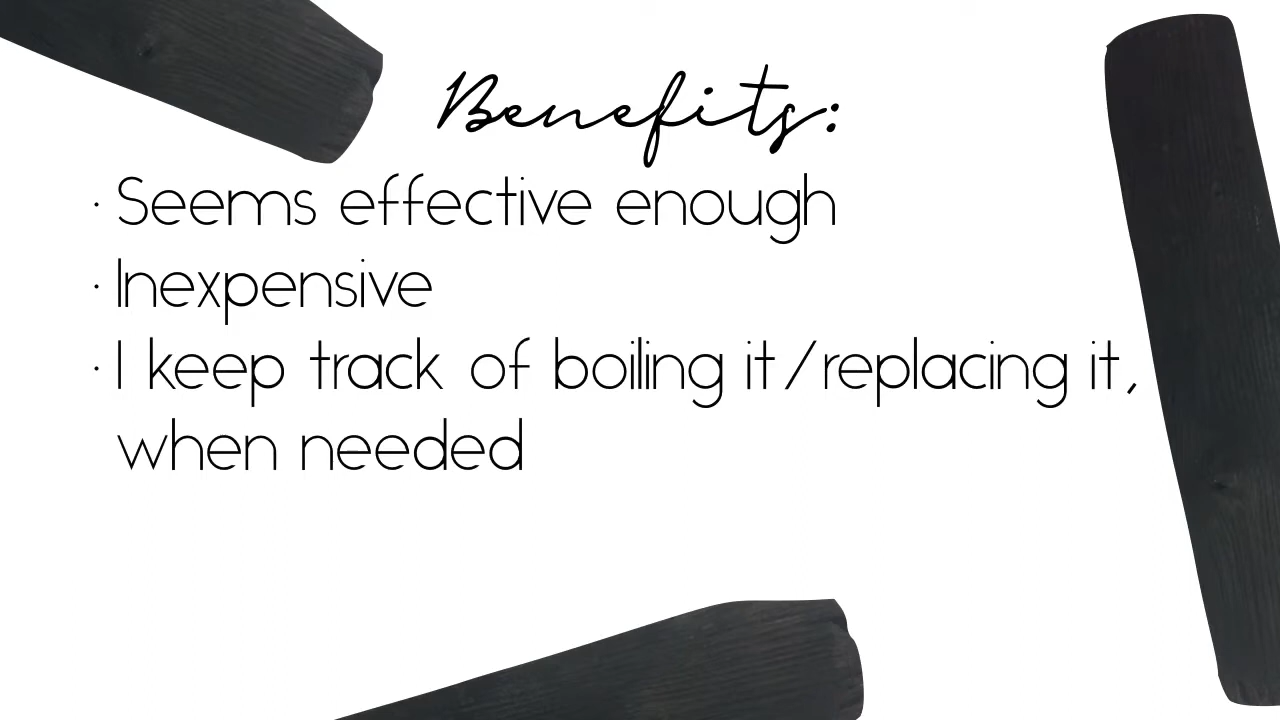 Benefits:
· Seems effective enough
· Inexpensive
· I keep track of boiling it/replacing it,
when needed